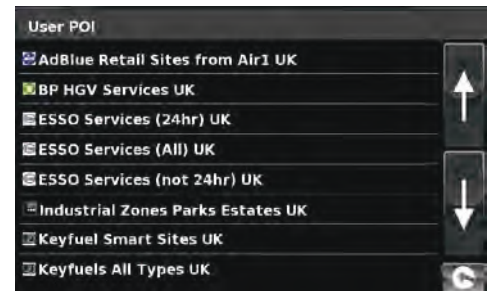 User POI
AdBlue Retail Sites from Air1 UK
BP HGV Services UK
ESSO Services (24hr) UK
ESSO Services (All) UK
ESSO Services (not 24hr) UK
Industrial Zones Parks Estates UK
Keyfuel Smart Sites UK
Keyfuels All Types UK